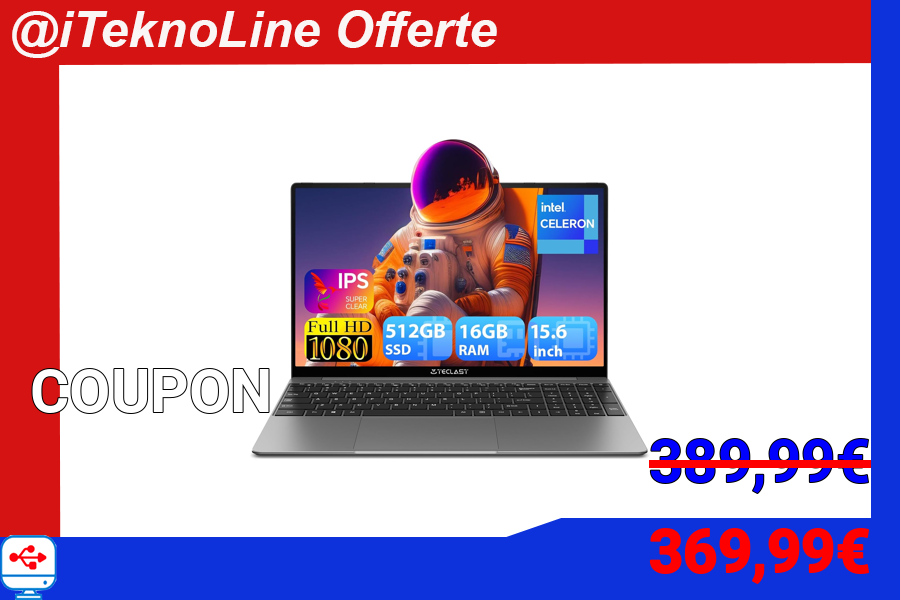 @iTeknoLine Offerte
intel.
CELERON
IPS
SUPER
CLEAR
Full HD
1080
512GB
SSD
16GB
RAM
15.6
inch
TECLAST
COUPON
389,99€
369,99€